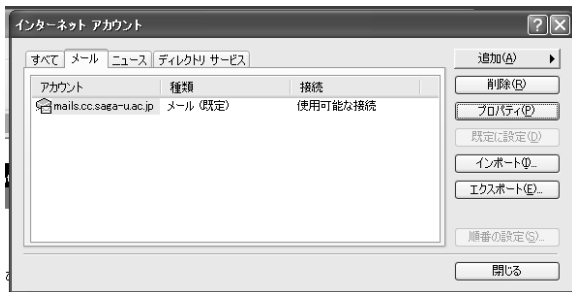 インターネット アカウント
すべて メール ニュース ディレクトリ サービス
追加(A)
アカウント 種類 接続
削除(R)
mails.cc.saga-u.ac.jp メール (既定) 使用可能な接続
プロパティ(P)
既定に設定(D)
インポート(I)...
エクスポート(E)...
順番の設定(S)...
閉じる